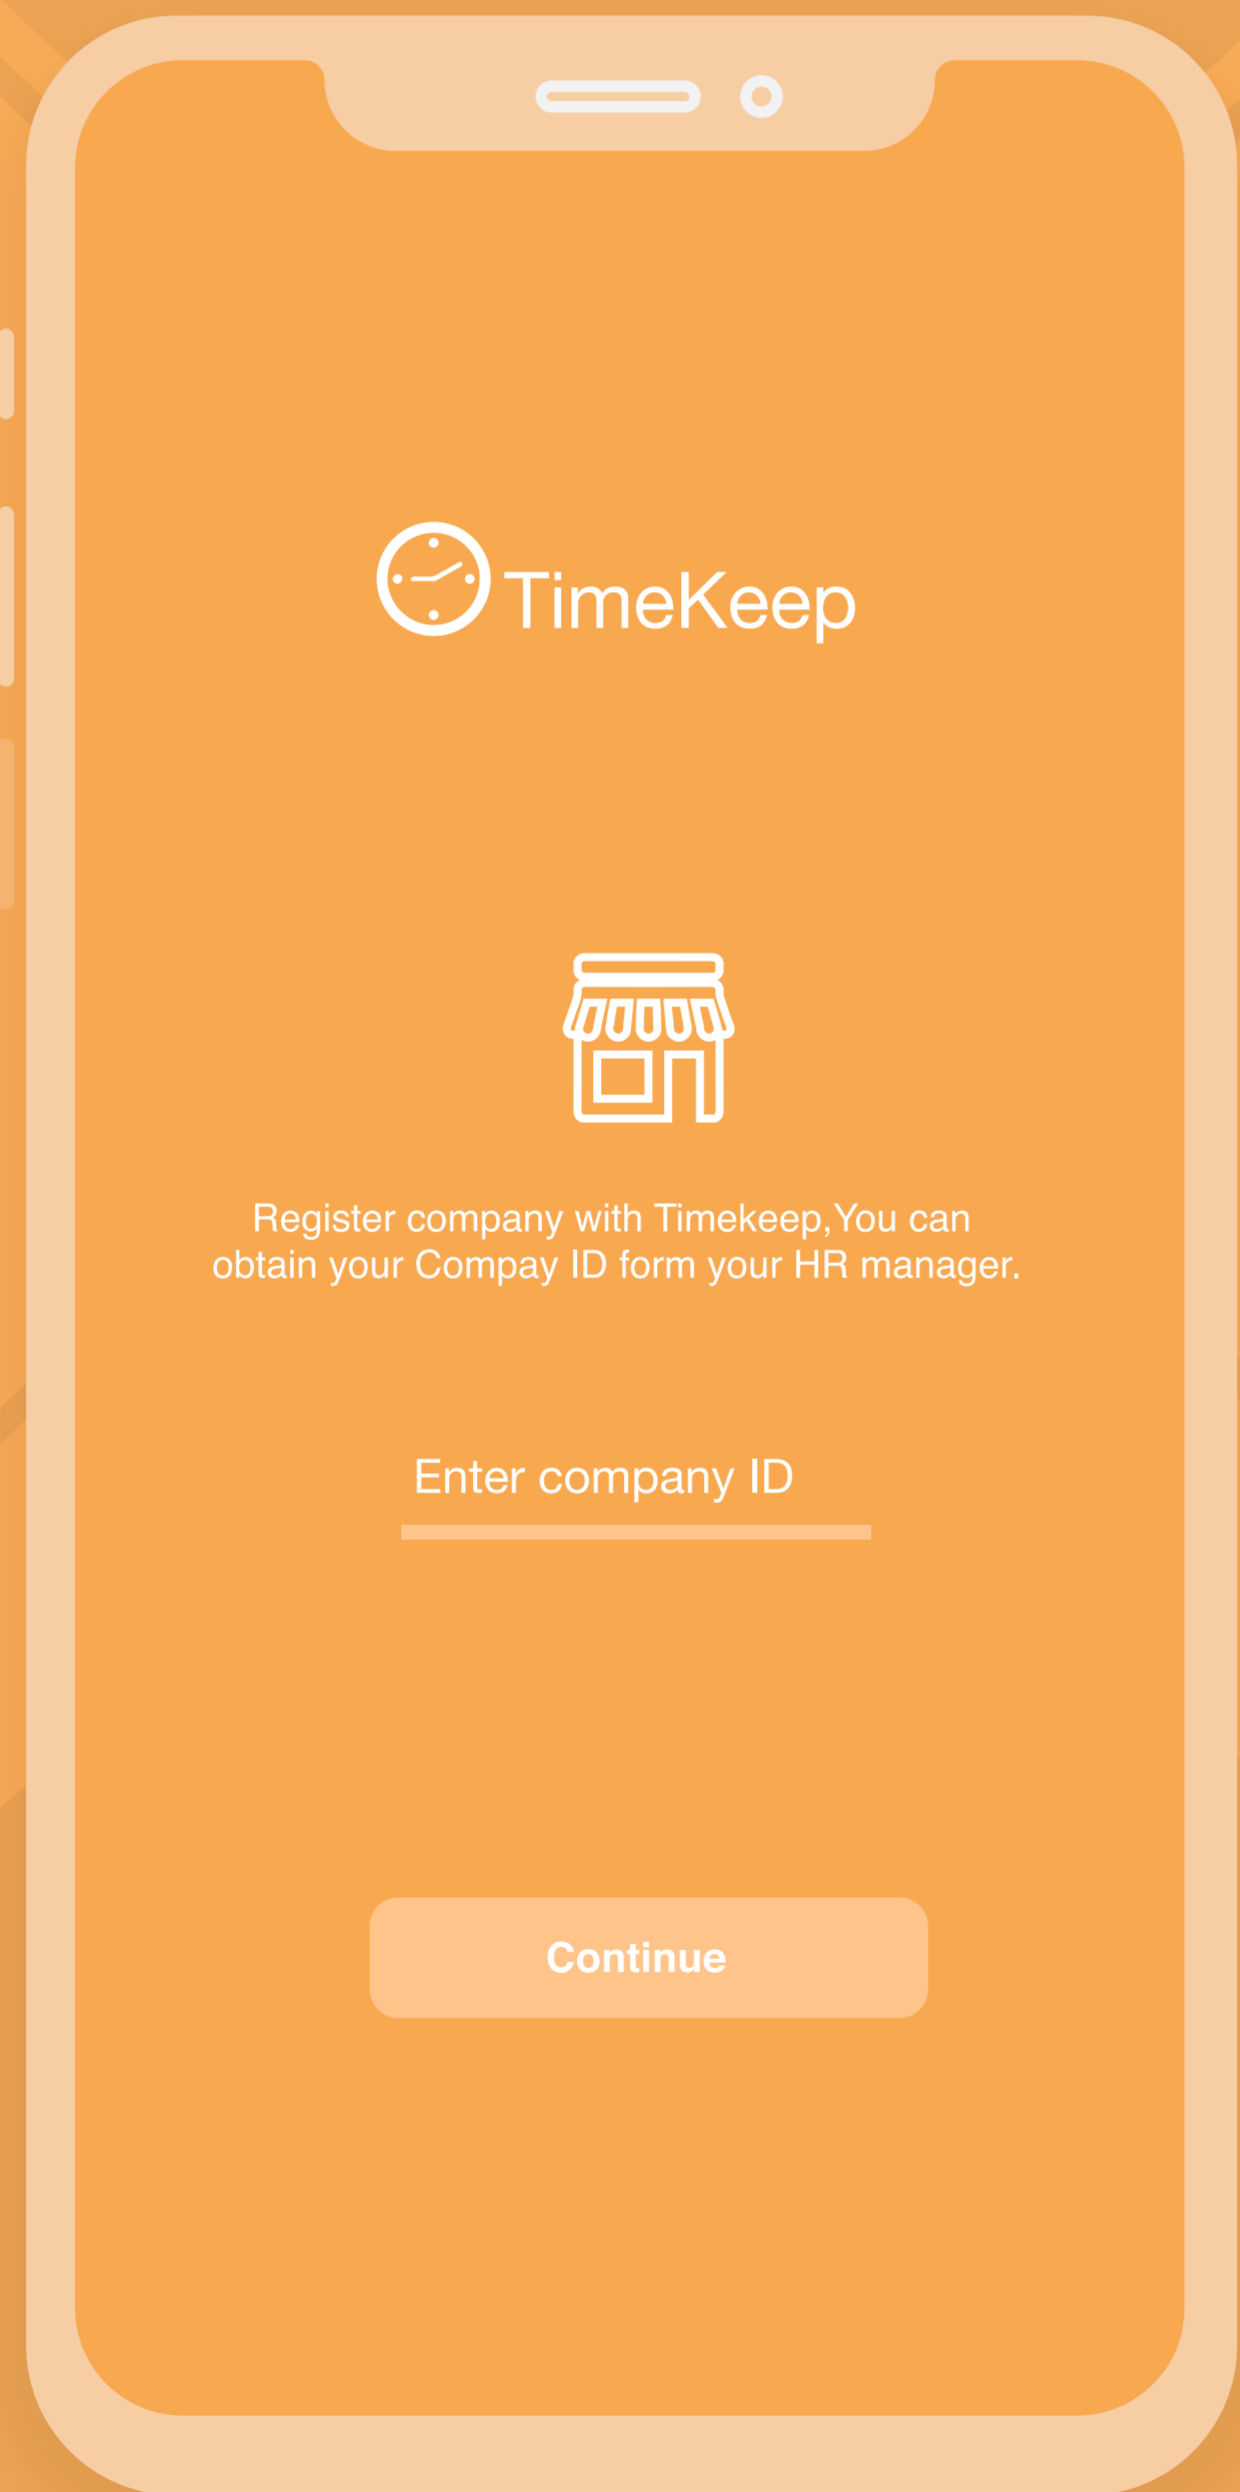 TimeKeep
Register company with Timekeep,You can
obtain your Compay ID form your HR manager.
Enter company ID
Continue